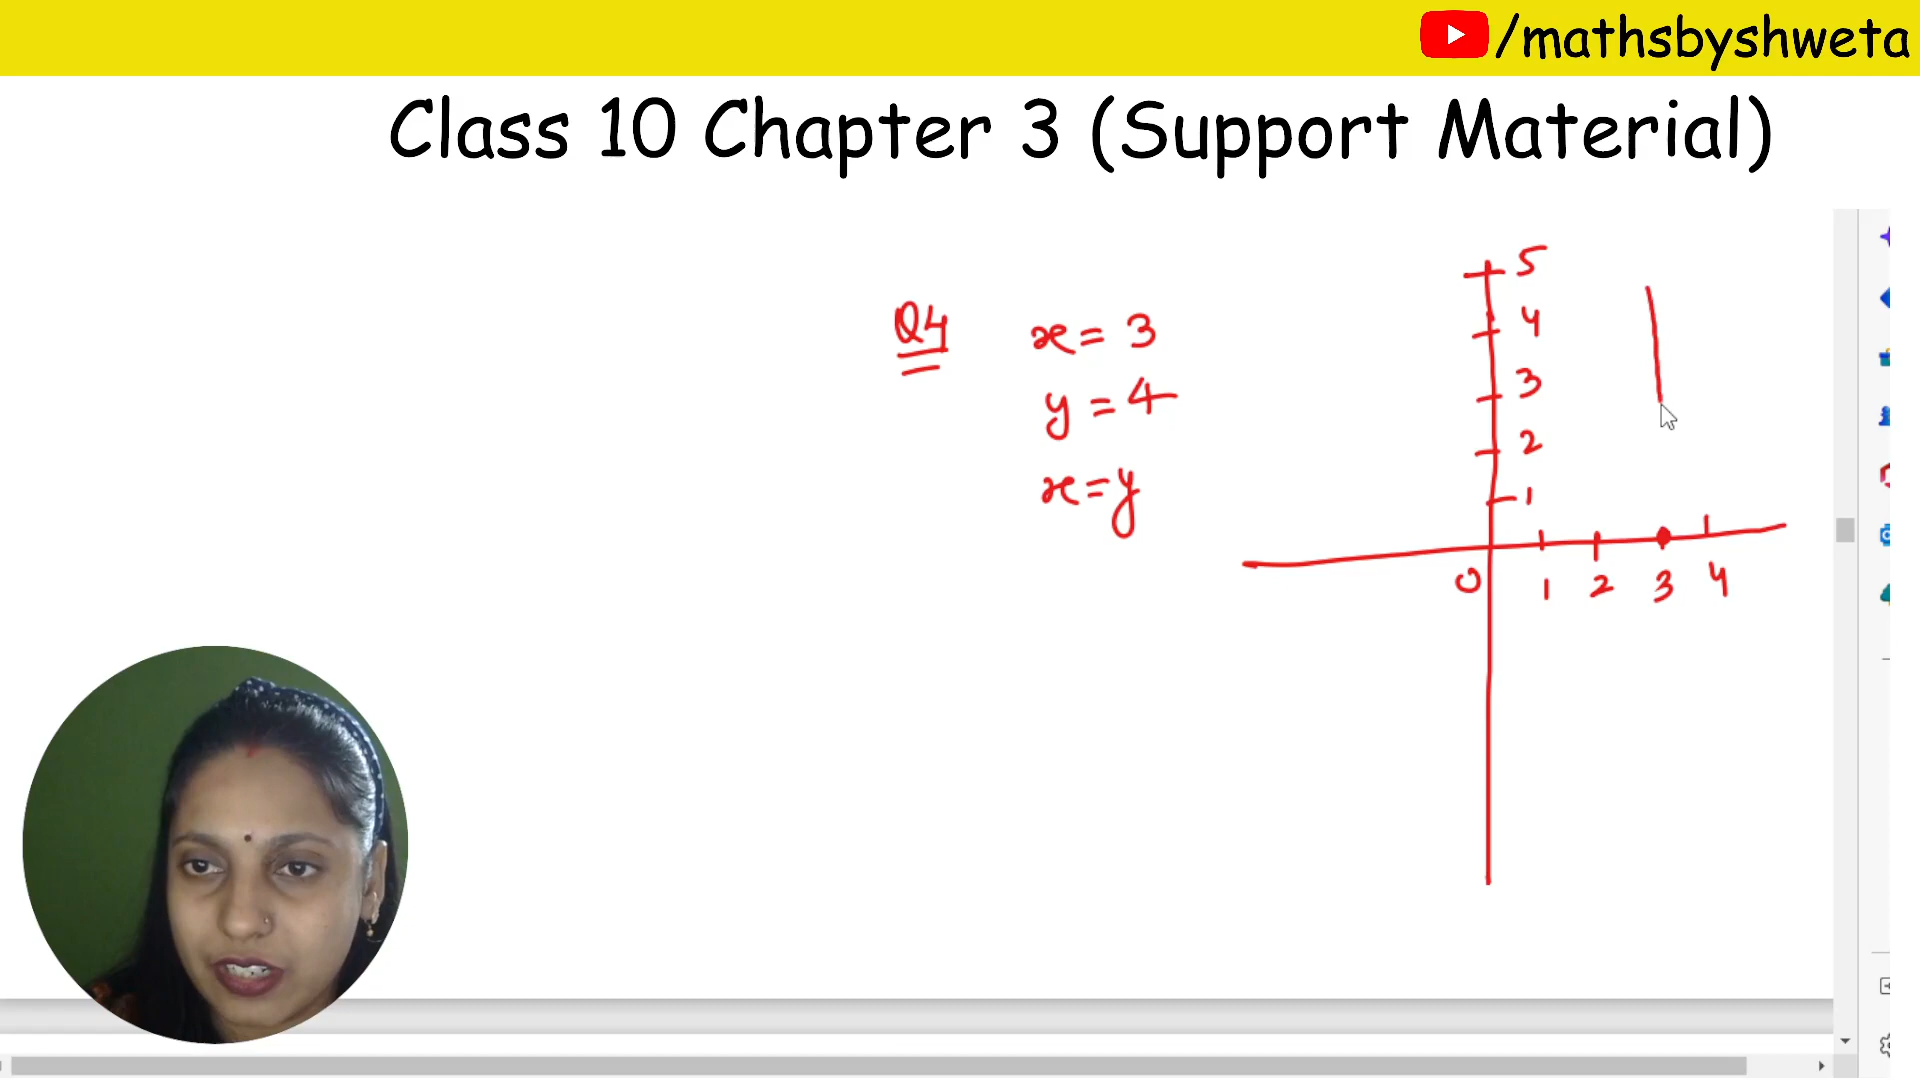 /mathsbyshweta
Class 10 Chapter 3 (Support Material)
Q4 x = 3
y = 4
x = y
5
4
3
2
1
0 1 2 3 4